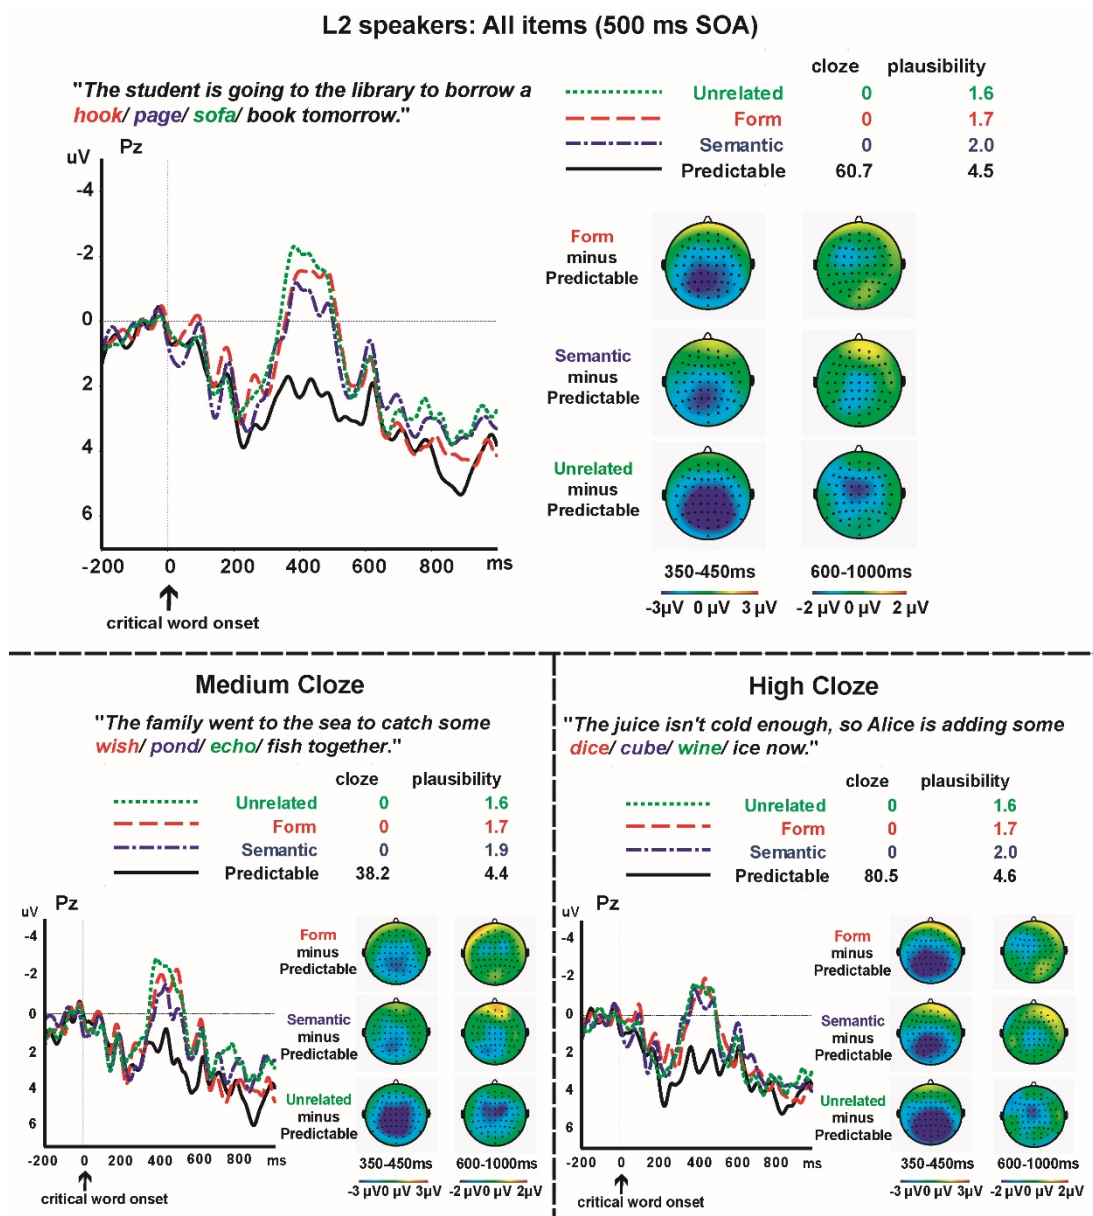 L2 speakers: All items (500 ms SOA)
"The student is going to the library to borrow a
hook/ page/ sofa/ book tomorrow."
cloze plausibility
Unrelated 0 1.6
Form 0 1.7
Semantic 0 2.0
Predictable 60.7 4.5
uV Pz
-4
-2
0
2
4
6
-200 0 200 400 600 800 ms
critical word onset
Form
minus
Predictable
Semantic
minus
Predictable
Unrelated
minus
Predictable
350-450ms 600-1000ms
-3µV 0 µV 3 µV -2 µV 0 µV 2 µV
Medium Cloze
"The family went to the sea to catch some
wish/ pond/ echo/ fish together."
cloze plausibility
Unrelated 0 1.6
Form 0 1.7
Semantic 0 1.9
Predictable 38.2 4.4
uV Pz
-4
-2
0
2
4
6
-200 0 200 400 600 800 ms
critical word onset
Form
minus
Predictable
Semantic
minus
Predictable
Unrelated
minus
Predictable
350-450ms 600-1000ms
-3 µV 0 µV 3µV -2 µV 0 µV 2µV
High Cloze
"The juice isn't cold enough, so Alice is adding some
dice/ cube/ wine/ ice now."
cloze plausibility
Unrelated 0 1.6
Form 0 1.7
Semantic 0 2.0
Predictable 80.5 4.6
uV Pz
-4
-2
0
2
4
6
-200 0 200 400 600 800 ms
critical word onset
Form
minus
Predictable
Semantic
minus
Predictable
Unrelated
minus
Predictable
350-450ms 600-1000ms
-3 µV 0 µV 3µV -2 µV 0 µV 2µV